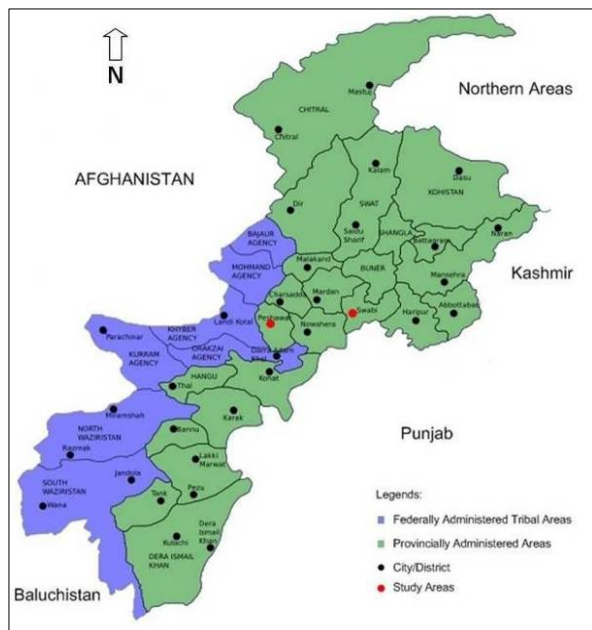 N
Northern Areas
Mastuj
CHITRAL
Chitral
AFGHANISTAN
Kalam
Dasu
KOHISTAN
Dir
SWAT
Saidu
Sharif
SHANGLA
Naran
Battagram
BAJAUR
AGENCY
MOHMAND
AGENCY
Malakand
BUNER
Kashmir
Mansehra
Charsadda
Mardan
Swabi
Haripur
Abbottabad
Landi Kotal
Peshawar
Nowshera
Parachinar
KHYBER
AGENCY
KURRAM
AGENCY
ORAKZAI
AGENCY
Darra Adam
Khel
HANGU
Kohat
Thal
Miramshah
Karak
NORTH
WAZIRISTAN
Bannu
Punjab
Razmak
Lakki
Marwat
Jandola
SOUTH
WAZIRISTAN
Pezu
Tank
Wana
Legends:
Federally Administered Tribal Areas
Provincially Administered Areas
City/District
Study Areas
Dera
Ismail
Khan
Kulachi
DERA ISMAIL
KHAN
Baluchistan